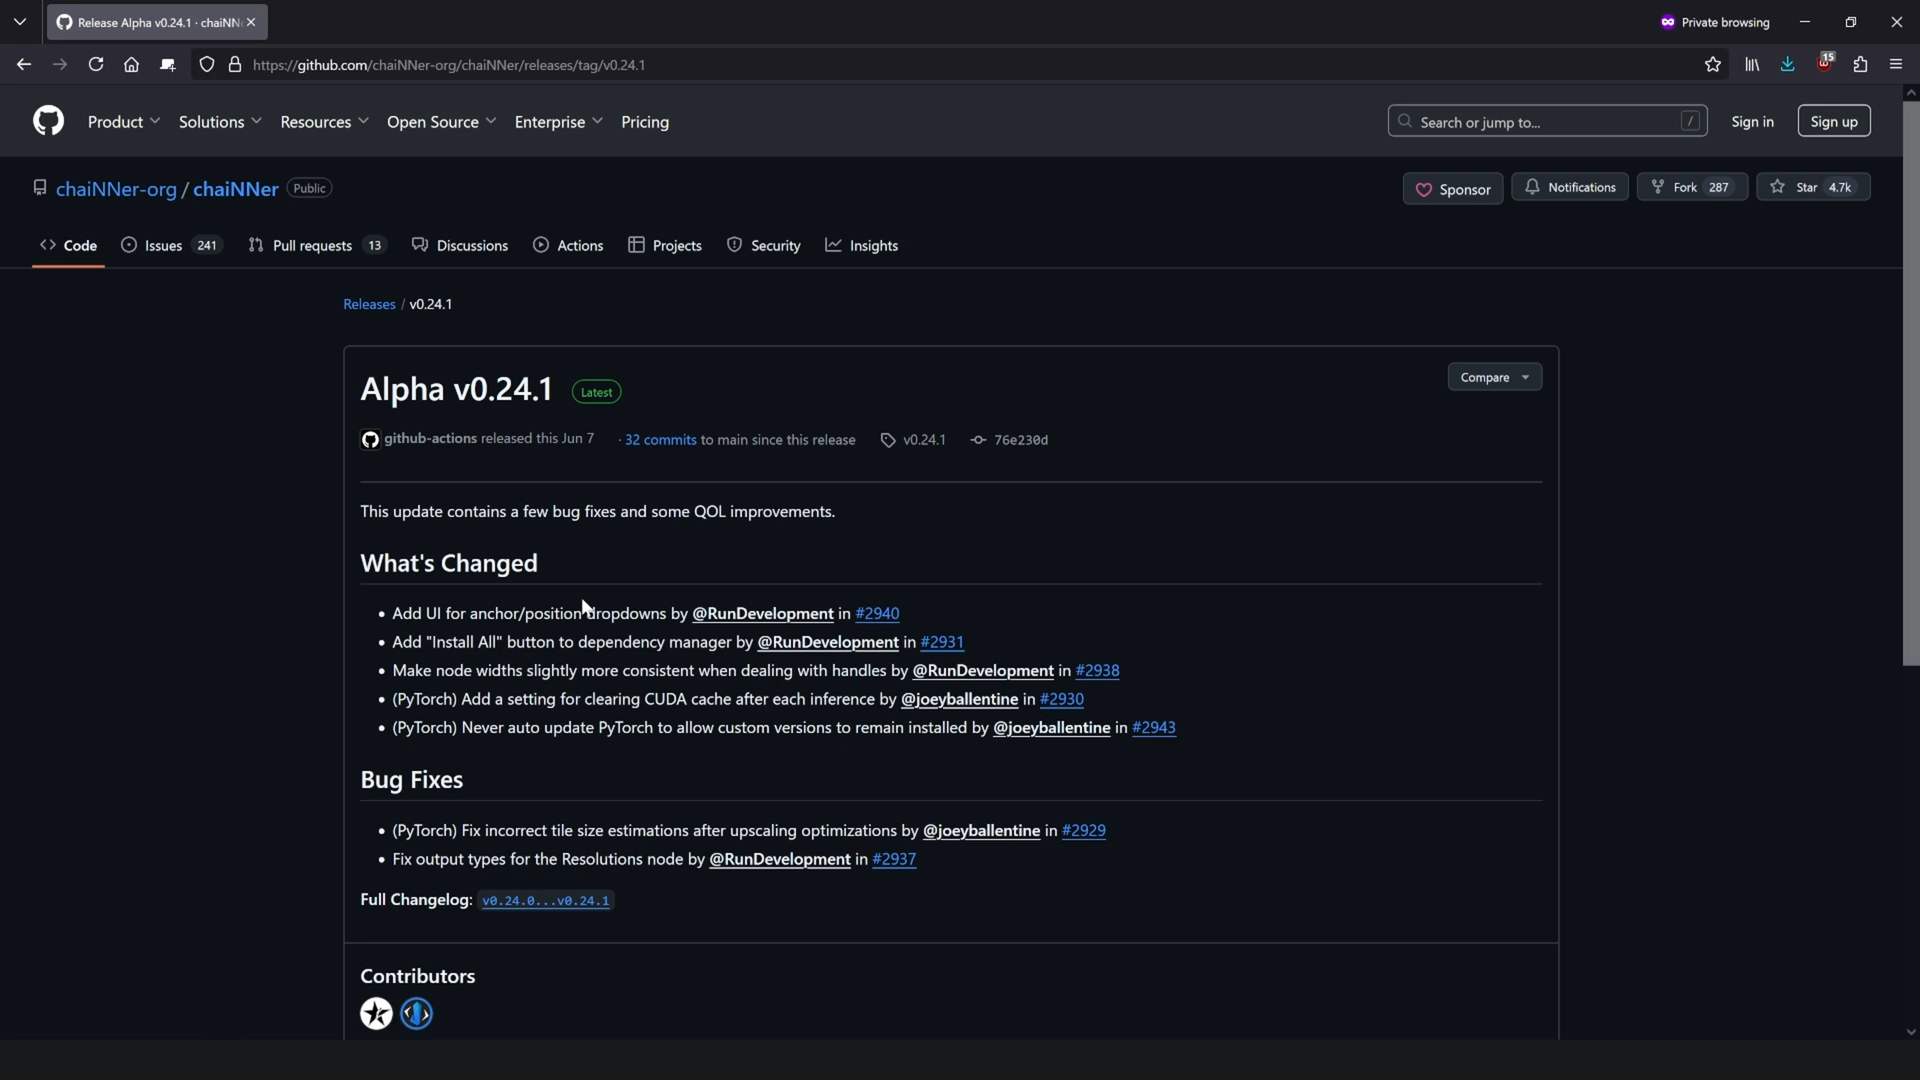 Release Alpha v0.24.1 · chaiNN
Private browsing
https://github.com/chaiNNer-org/chaiNNer/releases/tag/v0.24.1
15
Product Solutions Resources Open Source Enterprise Pricing
Search or jump to... /
Sign in
Sign up
chaiNNer-org / chaiNNer Public
Sponsor
Notifications
Fork 287
Star 4.7k
Code
Issues 241
Pull requests 13
Discussions
Actions
Projects
Security
Insights
Releases / v0.24.1
Alpha v0.24.1 Latest
Compare
github-actions released this Jun 7 · 32 commits to main since this release v0.24.1 76e230d
This update contains a few bug fixes and some QOL improvements.
What's Changed
• Add UI for anchor/position dropdowns by @RunDevelopment in #2940
• Add "Install All" button to dependency manager by @RunDevelopment in #2931
• Make node widths slightly more consistent when dealing with handles by @RunDevelopment in #2938
• (PyTorch) Add a setting for clearing CUDA cache after each inference by @joeyballentine in #2930
• (PyTorch) Never auto update PyTorch to allow custom versions to remain installed by @joeyballentine in #2943
Bug Fixes
• (PyTorch) Fix incorrect tile size estimations after upscaling optimizations by @joeyballentine in #2929
• Fix output types for the Resolutions node by @RunDevelopment in #2937
Full Changelog: v0.24.0...v0.24.1
Contributors